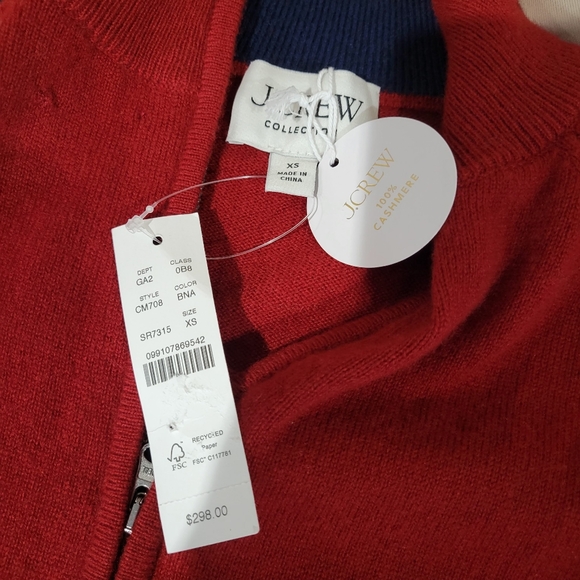 J.CREW
COLLECTIO
XS
MADE IN
CHINA
J.CREW
100%
CASHMERE
DEPT CLASS
GA2 0B8
STYLE COLOR
CM708 BNA
SIZE
SR7315 XS
099107869542
RECYCLED
Paper
FSC
FSC® C117781
$298.00